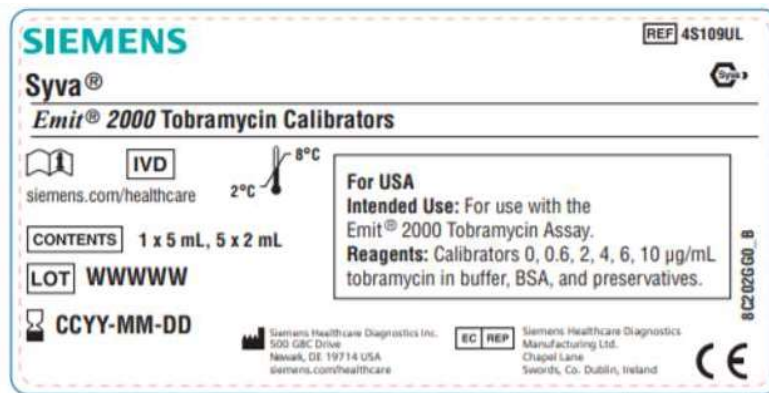 SIEMENS
REF 4S109UL
Syva®
Syva
Emit® 2000 Tobramycin Calibrators
IVD
siemens.com/healthcare
2°C
8°C
CONTENTS 1 x 5 mL, 5 x 2 mL
LOT WWWWW
CCYY-MM-DD
For USA
Intended Use: For use with the
Emit® 2000 Tobramycin Assay.
Reagents: Calibrators 0, 0.6, 2, 4, 6, 10 µg/mL
tobramycin in buffer, BSA, and preservatives.
8C202GG0_B
Siemens Healthcare Diagnostics Inc.
500 GBC Drive
Newark, DE 19714 USA
siemens.com/healthcare
EC REP
Siemens Healthcare Diagnostics
Manufacturing Ltd.
Chapel Lane
Swords, Co. Dublin, Ireland
CE